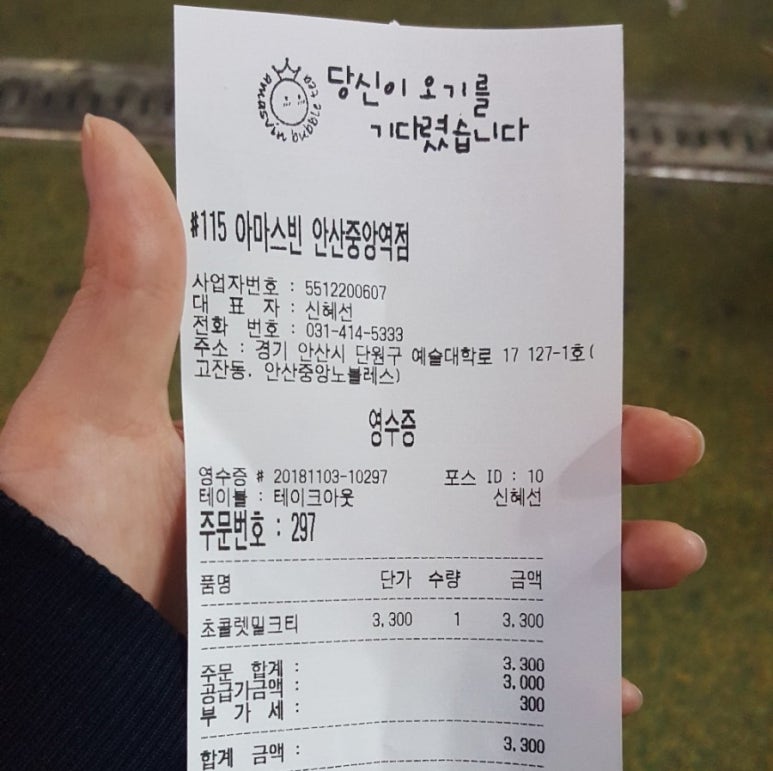 amasvin bubble tea
당신이 오기를
기다렸습니다
#115 아마스빈 안산중앙역점
사업자번호 : 5512200607
대 표 자 : 신혜선
전화 번호 : 031-414-5333
주소 : 경기 안산시 단원구 예술대학로 17 127-1호(
고잔동, 안산중앙노블레스)
영수증
영수증 # 20181103-10297 포스 ID : 10
테이블 : 테이크아웃 신혜선
주문번호 : 297
품명 단가 수량 금액
초콜렛밀크티 3,300 1 3,300
주문 합계 : 3,300
공급가금액 : 3,000
부 가 세 : 300
합계 금액 : 3,300